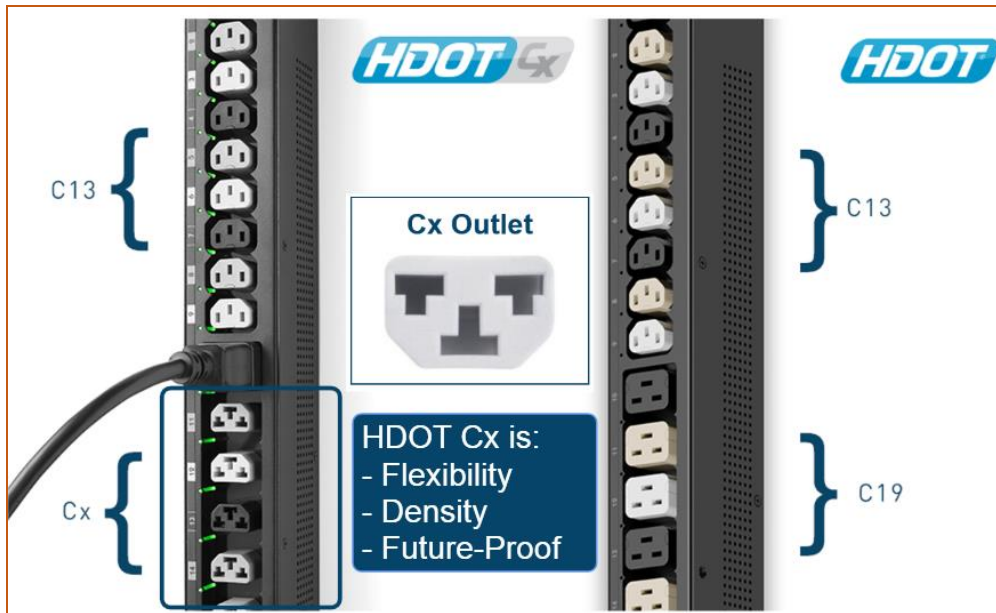 HDOT Cx
HDOT
C13
C13
Cx Outlet
HDOT Cx is:
- Flexibility
- Density
- Future-Proof
Cx
C19